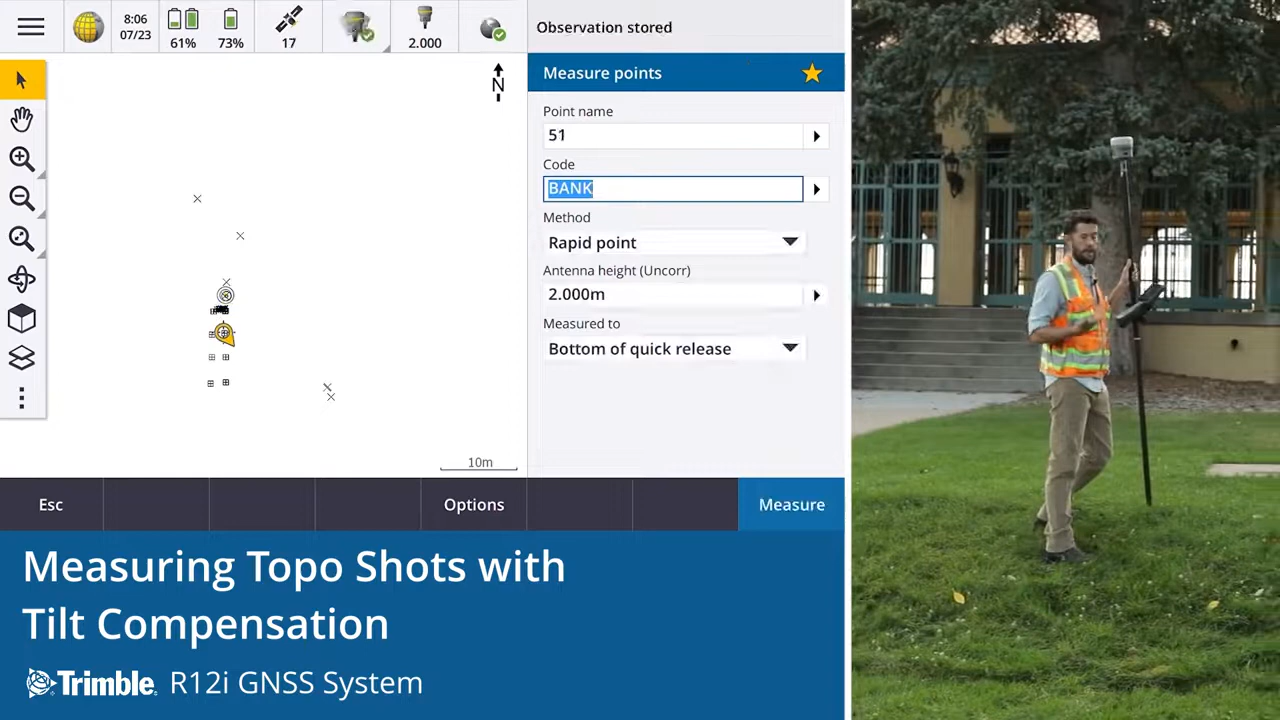 8:06
07/23
61%
73%
17
2.000
Observation stored
Measure points
N
Point name
51
Code
BANK
Method
Rapid point
Antenna height (Uncorr)
2.000m
Measured to
Bottom of quick release
10m
Esc
Options
Measure
Measuring Topo Shots with
Tilt Compensation
Trimble. R12i GNSS System